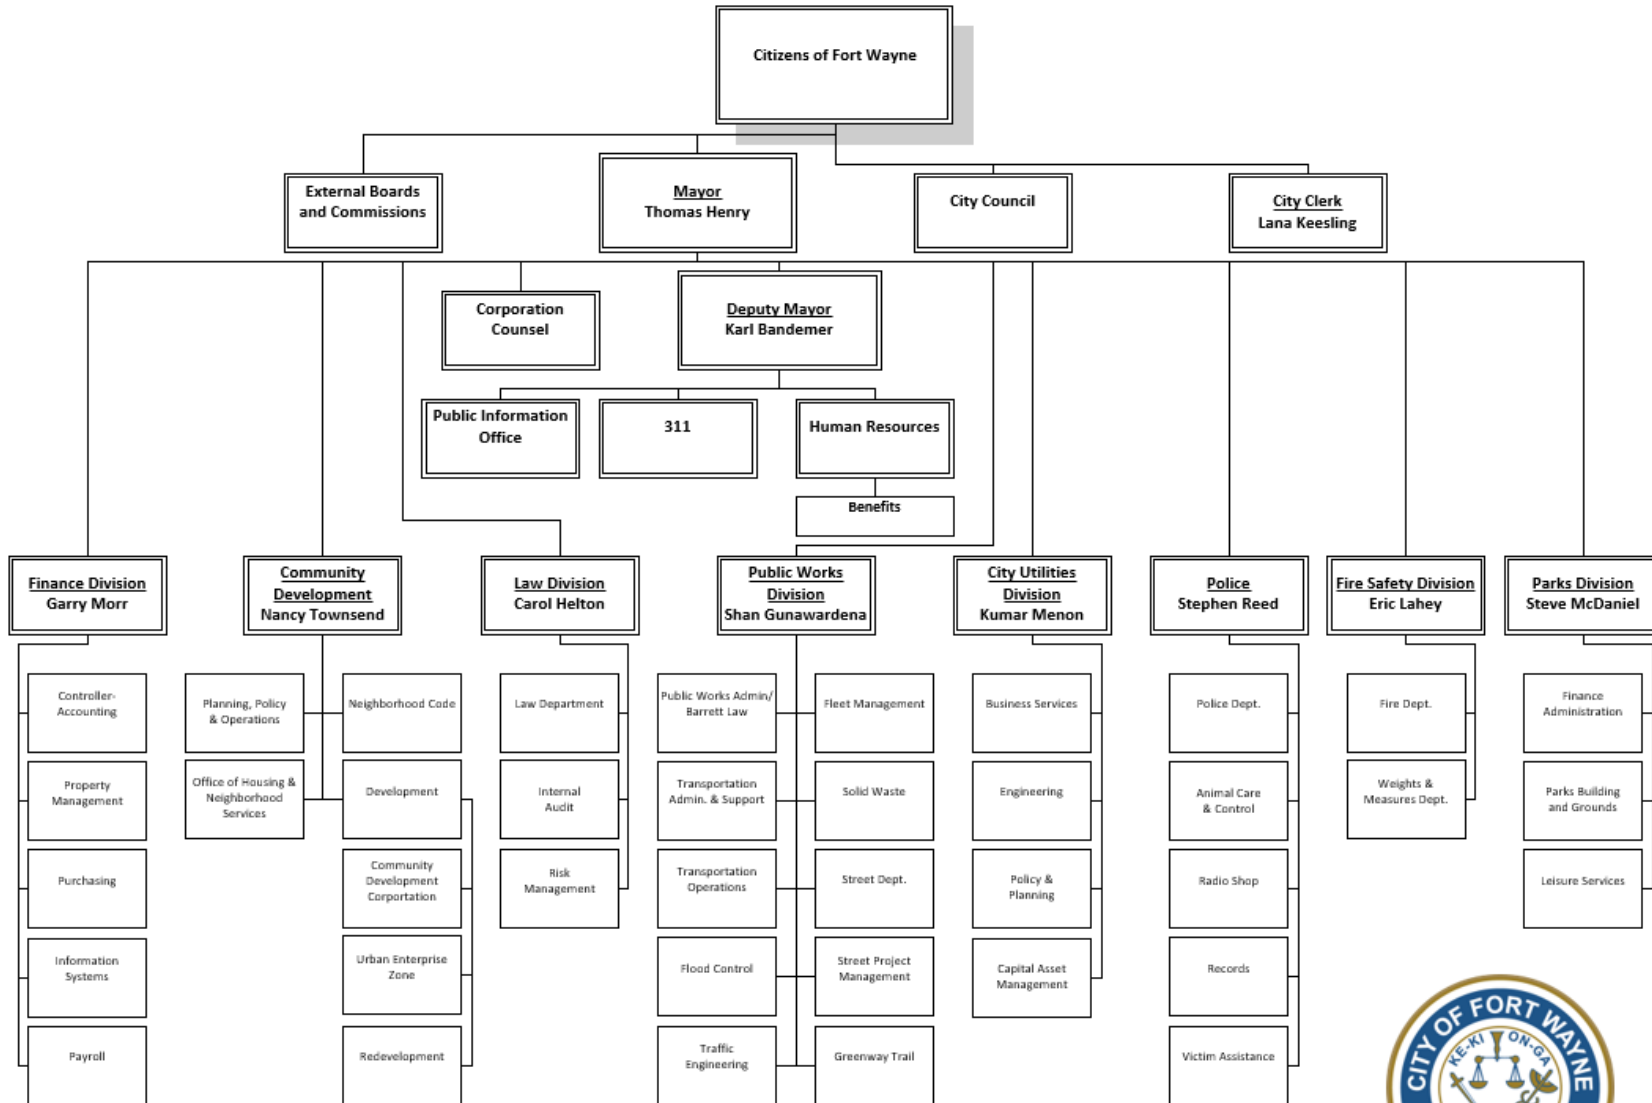 Citizens of Fort Wayne
External Boards
and Commissions
Mayor
Thomas Henry
City Council
City Clerk
Lana Keesling
Corporation
Counsel
Deputy Mayor
Karl Bandemer
Public Information
Office
311
Human Resources
Benefits
Finance Division
Garry Morr
Community
Development
Nancy Townsend
Law Division
Carol Helton
Public Works
Division
Shan Gunawardena
City Utilities
Division
Kumar Menon
Police
Stephen Reed
Fire Safety Division
Eric Lahey
Parks Division
Steve McDaniel
Controller-
Accounting
Property
Management
Purchasing
Information
Systems
Payroll
Planning, Policy
& Operations
Office of Housing &
Neighborhood
Services
Neighborhood Code
Development
Community
Development
Corportation
Urban Enterprise
Zone
Redevelopment
Law Department
Internal
Audit
Risk
Management
Public Works Admin/
Barrett Law
Transportation
Admin. & Support
Transportation
Operations
Flood Control
Traffic
Engineering
Fleet Management
Solid Waste
Street Dept.
Street Project
Management
Greenway Trail
Business Services
Engineering
Policy &
Planning
Capital Asset
Management
Police Dept.
Animal Care
& Control
Radio Shop
Records
Victim Assistance
Fire Dept.
Weights &
Measures Dept.
Finance
Administration
Parks Building
and Grounds
Leisure Services
CITY OF FORT WAYNE
KE-KI ON-GA